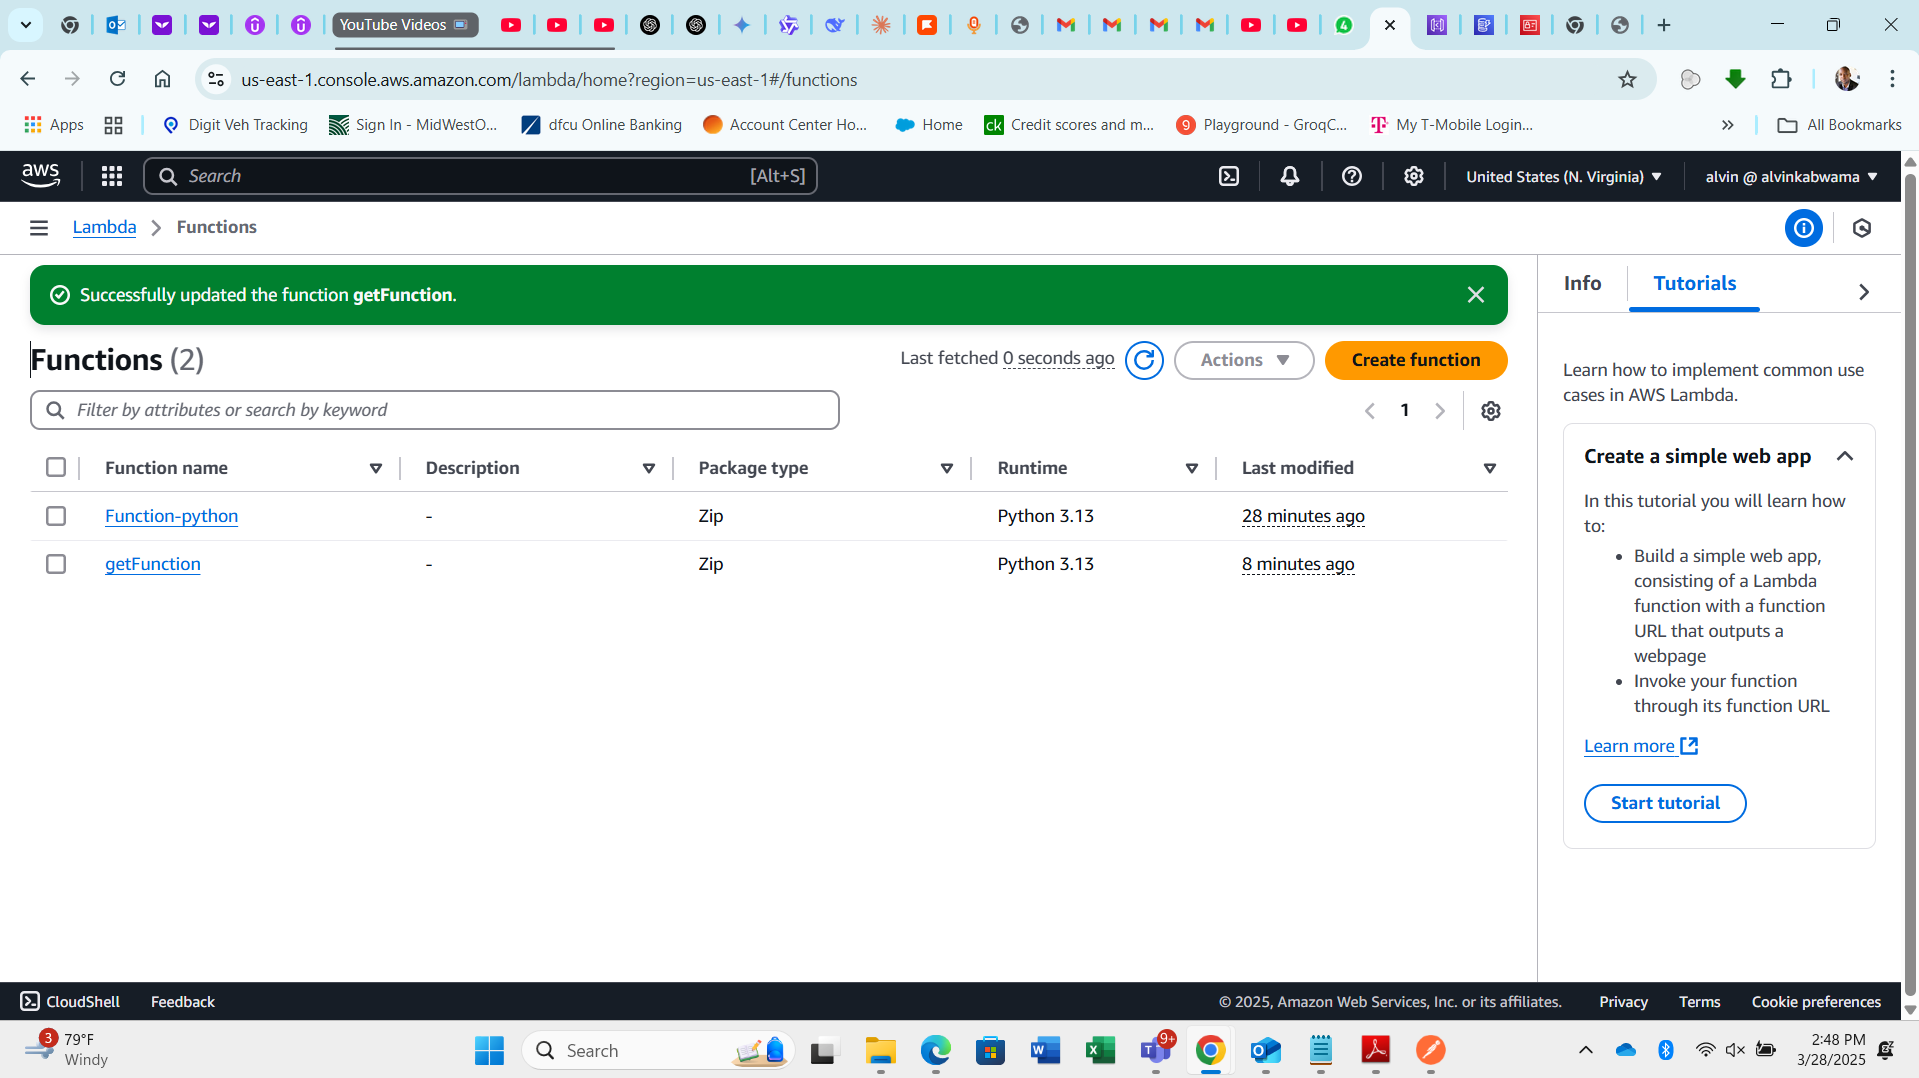 YouTube Videos
us-east-1.console.aws.amazon.com/lambda/home?region=us-east-1#/functions
Apps
Digit Veh Tracking
Sign In - MidWestO...
dfcu Online Banking
Account Center Ho...
Home
ck
Credit scores and m...
Playground - GroqC...
My T-Mobile Login...
All Bookmarks
aws
Search
[Alt+S]
United States (N. Virginia)
alvin @ alvinkabwama
Lambda
Functions
Successfully updated the function getFunction.
Functions (2)
Last fetched 0 seconds ago
Actions
Create function
Filter by attributes or search by keyword
1
Function name
Description
Package type
Runtime
Last modified
Function-python
-
Zip
Python 3.13
28 minutes ago
getFunction
-
Zip
Python 3.13
8 minutes ago
Info
Tutorials
Learn how to implement common use
cases in AWS Lambda.
Create a simple web app
In this tutorial you will learn how
to:
• Build a simple web app,
consisting of a Lambda
function with a function
URL that outputs a
webpage
• Invoke your function
through its function URL
Learn more
Start tutorial
CloudShell
Feedback
© 2025, Amazon Web Services, Inc. or its affiliates.
Privacy
Terms
Cookie preferences
3
79°F
Windy
Search
9+
2:48 PM
3/28/2025